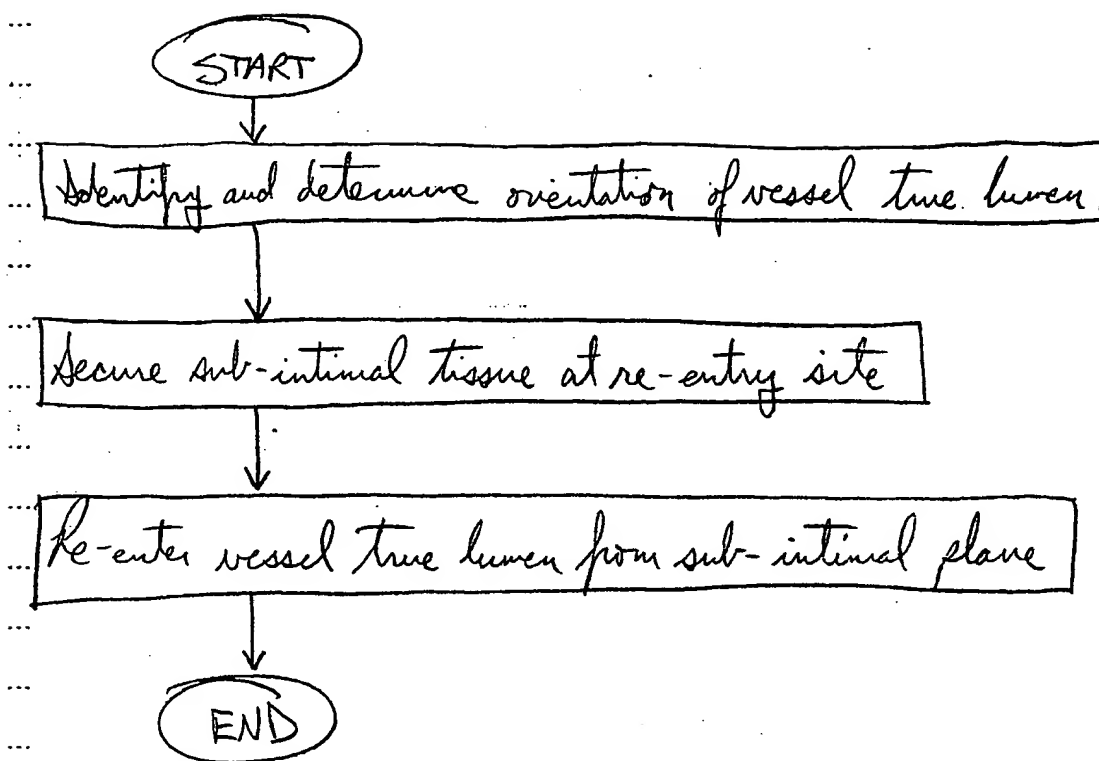 START
Identify and determine orientation of vessel true lumen.
Secure sub-intimal tissue at re-entry site
Re-enter vessel true lumen from sub-intimal plane
END